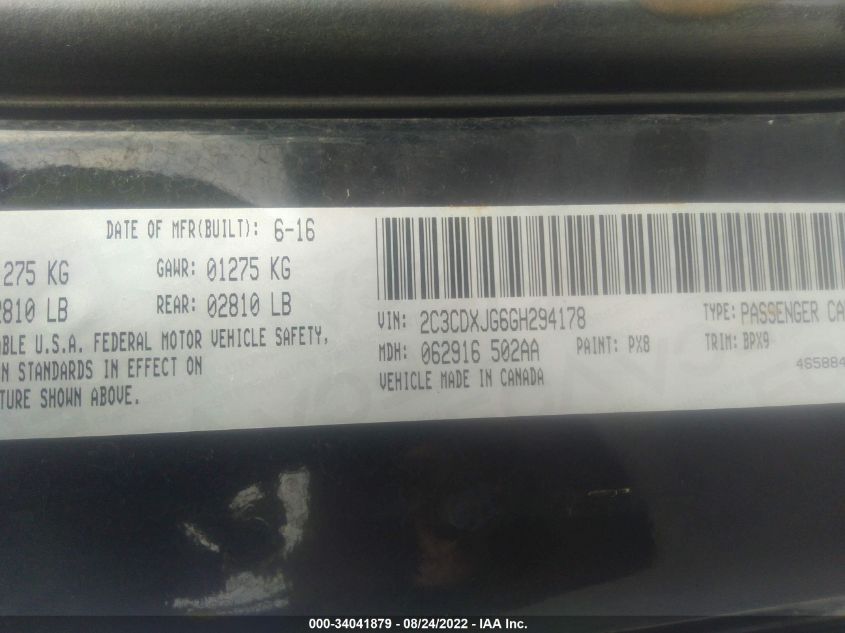 DATE OF MFR(BUILT): 6-16
275 KG GAWR: 01275 KG
2810 LB REAR: 02810 LB
ABLE U.S.A. FEDERAL MOTOR VEHICLE SAFETY,
N STANDARDS IN EFFECT ON
TURE SHOWN ABOVE.
VIN: 2C3CDXJG6GH294178 TYPE: PASSENGER CA
MDH: 062916 502AA PAINT: PX8 TRIM: BPX9
VEHICLE MADE IN CANADA 465884
000-34041879 - 08/24/2022 - IAA Inc.